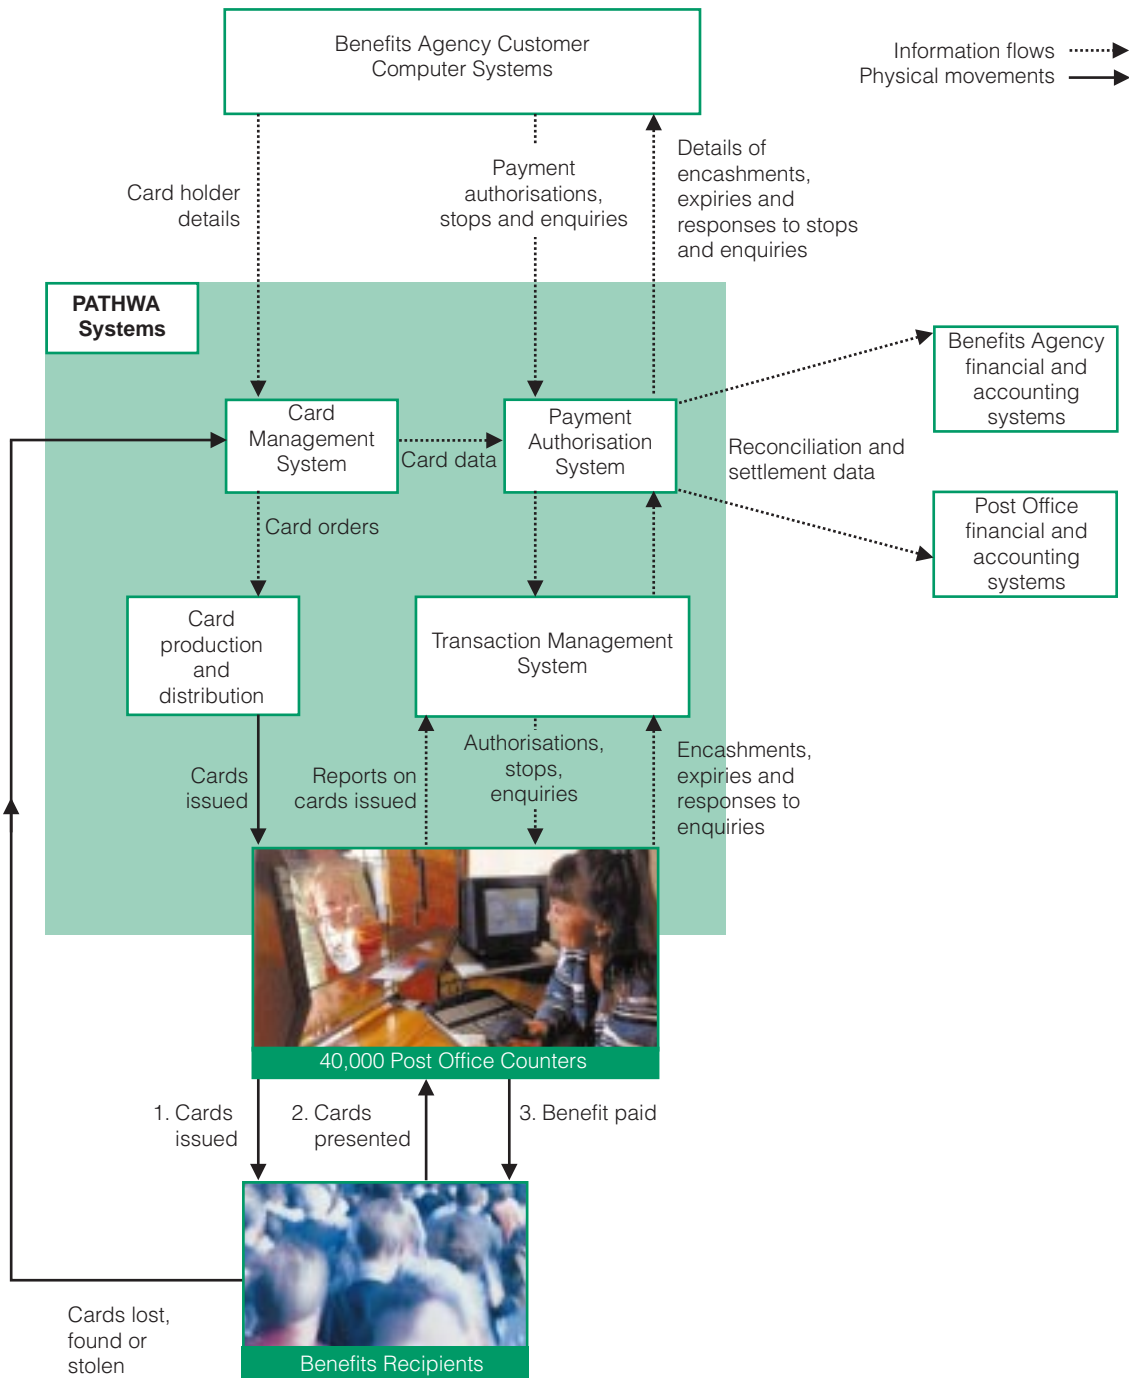 Benefits Agency Customer
Computer Systems
Information flows
Physical movements
Card holder
details
Payment
authorisations,
stops and enquiries
Details of
encashments,
expiries and
responses to stops
and enquiries
PATHWA
Systems
Card
Management
System
Card data
Payment
Authorisation
System
Benefits Agency
financial and
accounting
systems
Reconciliation and
settlement data
Post Office
financial and
accounting
systems
Card orders
Card
production
and
distribution
Transaction Management
System
Cards
issued
Reports on
cards issued
Authorisations,
stops,
enquiries
Encashments,
expiries and
responses to
enquiries
40,000 Post Office Counters
1. Cards
issued
2. Cards
presented
3. Benefit paid
Cards lost,
found or
stolen
Benefits Recipients